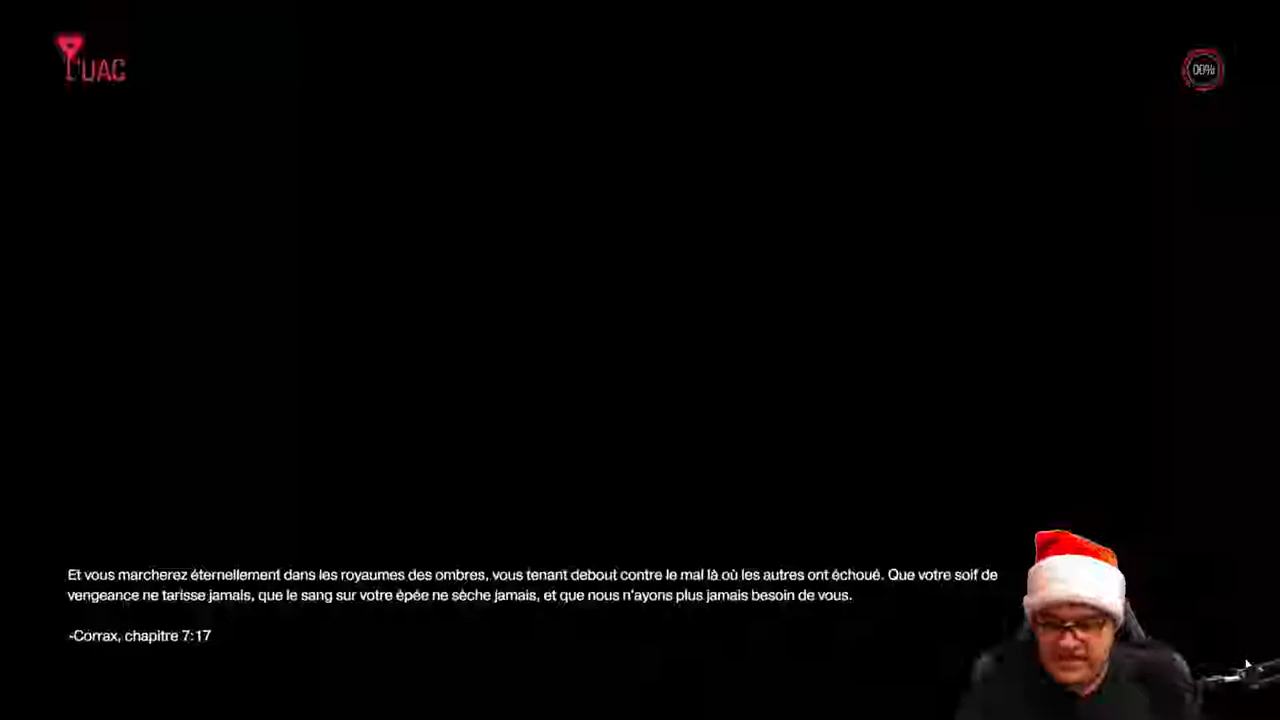 L'UAC
00%
Et vous marcherez éternellement dans les royaumes des ombres, vous tenant debout contre le mal là où les autres ont échoué. Que votre soif de
vengeance ne tarisse jamais, que le sang sur votre épée ne sèche jamais, et que nous n'ayons plus jamais besoin de vous.
-Corrax, chapitre 7:17